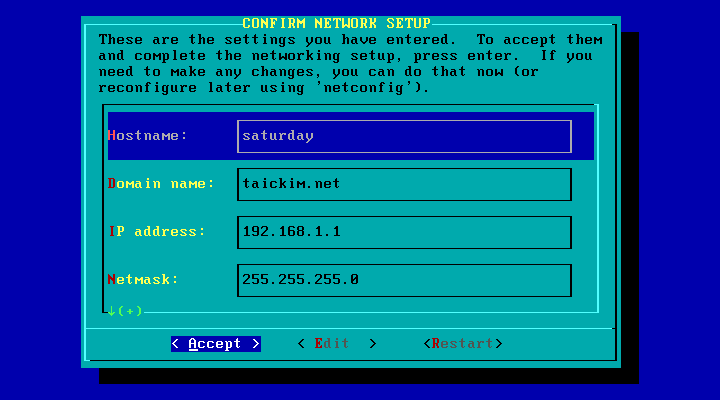 CONFIRM NETWORK SETUP
These are the settings you have entered.  To accept them
and complete the networking setup, press enter.  If you
need to make any changes, you can do that now (or
reconfigure later using 'netconfig').
Hostname: saturday
Domain name: taickim.net
IP address: 192.168.1.1
Netmask: 255.255.255.0
↓(+)
< Accept > < Edit  > <Restart>